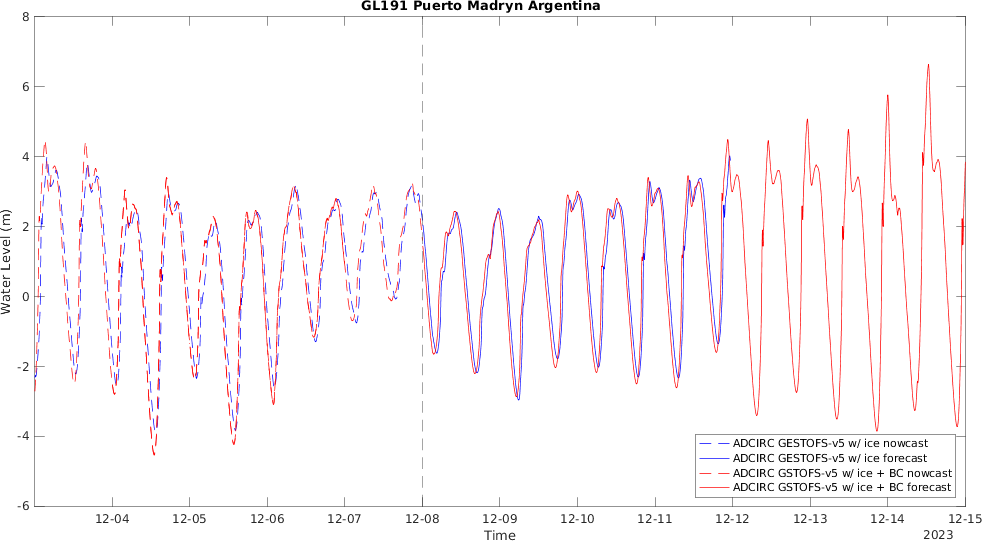 GL191 Puerto Madryn Argentina
8
6
4
2
0
-2
-4
-6
Water Level (m)
ADCIRC GESTOFS-v5 w/ ice nowcast
ADCIRC GESTOFS-v5 w/ ice forecast
ADCIRC GSTOFS-v5 w/ ice + BC nowcast
ADCIRC GSTOFS-v5 w/ ice + BC forecast
12-04 12-05 12-06 12-07 12-08 12-09 12-10 12-11 12-12 12-13 12-14 12-15
Time
2023